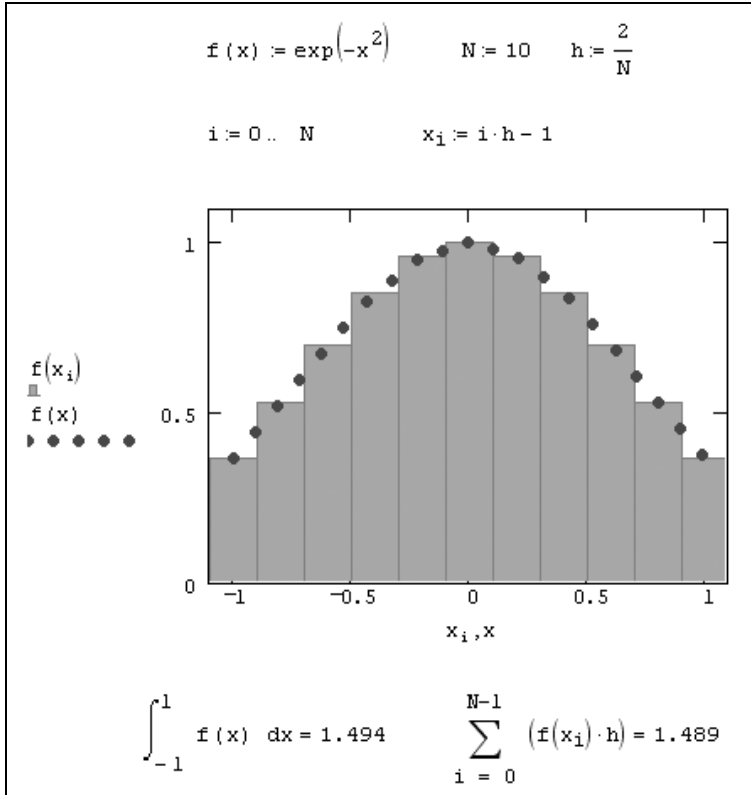 f(x) := exp(−x²) N := 10 h := 2/N
i := 0 .. N xᵢ := i·h − 1
1
f(xᵢ)
f(x)
0.5
0
−1 −0.5 0 0.5 1
xᵢ,x
∫₋₁¹ f(x) dx = 1.494 ∑ᵢ₌₀ᴺ⁻¹ (f(xᵢ)·h) = 1.489